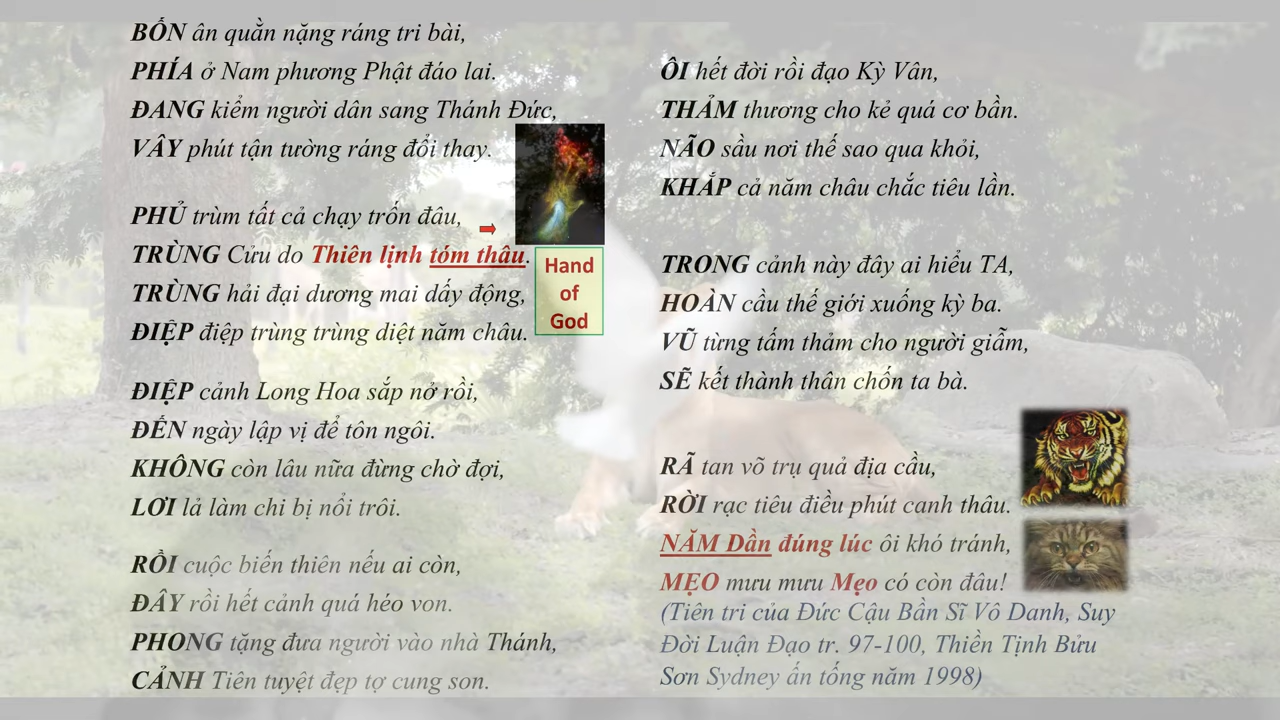 BỐN ân quằn nặng ráng tri bài,
PHÍA ở Nam phương Phật đáo lai.
ĐANG kiểm người dân sang Thánh Đức,
VÂY phút tận tường ráng đổi thay.
PHỦ trùm tất cả chạy trốn đâu,
TRÙNG Cửu do Thiên lịnh tóm thâu.
TRÙNG hải đại dương mai dấy động,
ĐIỆP điệp trùng trùng diệt năm châu.
Hand
of
God
ĐIỆP cảnh Long Hoa sắp nở rồi,
ĐẾN ngày lập vị để tôn ngôi.
KHÔNG còn lâu nữa đừng chờ đợi,
LƠI lả làm chi bị nổi trôi.
RỒI cuộc biến thiên nếu ai còn,
ĐÂY rồi hết cảnh quá héo von.
PHONG tặng đưa người vào nhà Thánh,
CẢNH Tiên tuyệt đẹp tợ cung son.
ÔI hết đời rồi đạo Kỳ Vân,
THẢM thương cho kẻ quá cơ bần.
NÃO sầu nơi thế sao qua khỏi,
KHẮP cả năm châu chắc tiêu lần.
TRONG cảnh này đây ai hiểu TA,
HOÀN cầu thế giới xuống kỳ ba.
VŨ từng tấm thảm cho người giẫm,
SẼ kết thành thân chốn ta bà.
RÃ tan võ trụ quả địa cầu,
RỜI rạc tiêu điều phút canh thâu.
NĂM Dần đúng lúc ôi khó tránh,
MẸO mưu mưu Mẹo có còn đâu!
(Tiên tri của Đức Cậu Bần Sĩ Vô Danh, Suy
Đời Luận Đạo tr. 97-100, Thiền Tịnh Bửu
Sơn Sydney ấn tống năm 1998)